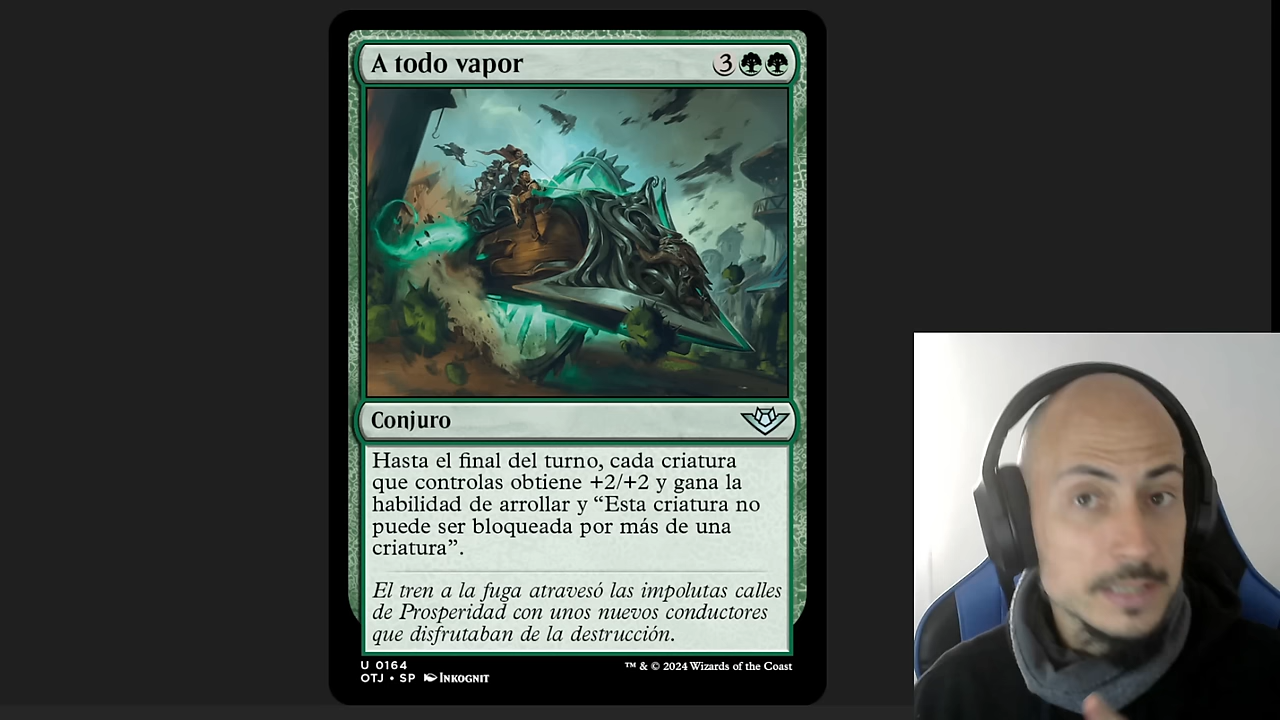 A todo vapor 3
Conjuro
Hasta el final del turno, cada criatura
que controlas obtiene +2/+2 y gana la
habilidad de arrollar y “Esta criatura no
puede ser bloqueada por más de una
criatura”.
El tren a la fuga atravesó las impolutas calles
de Prosperidad con unos nuevos conductores
que disfrutaban de la destrucción.
U 0164
™ & © 2024 Wizards of the Coast
OTJ • SP INKOGNIT